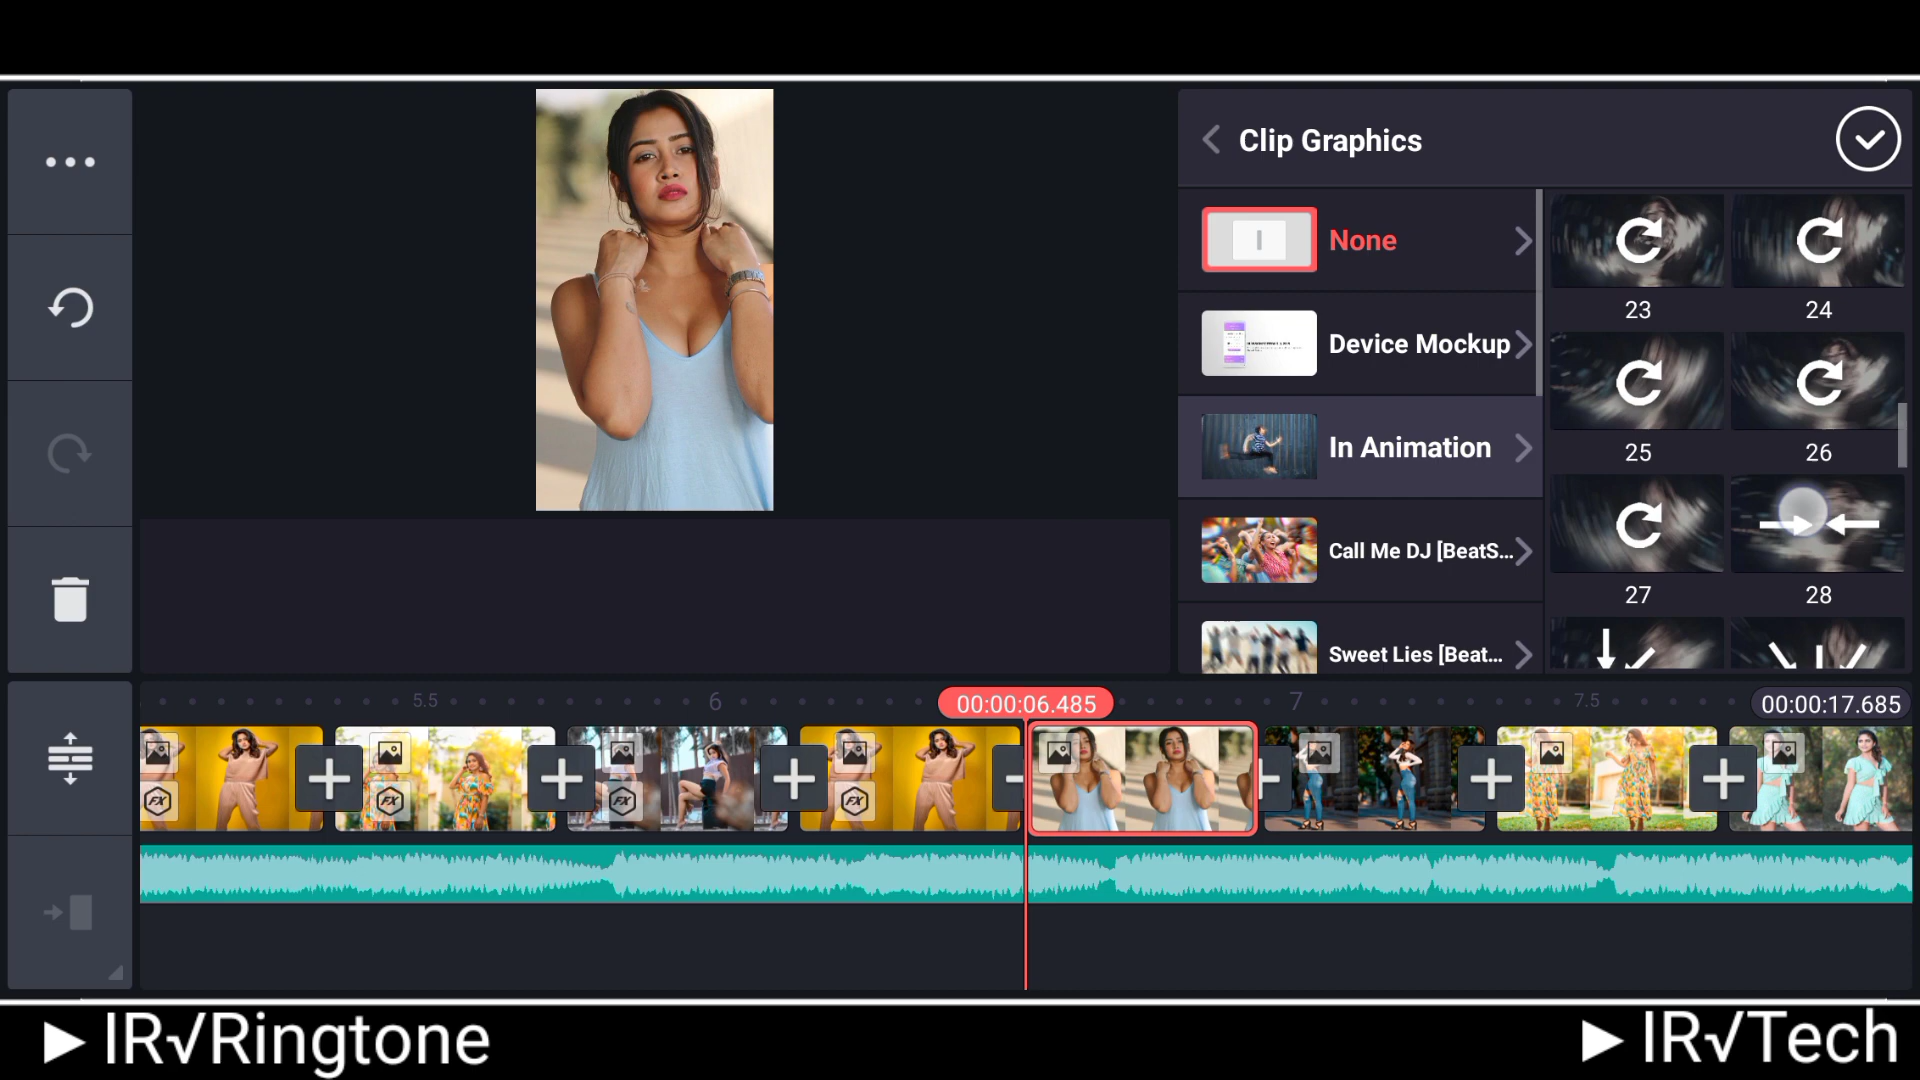 Clip Graphics
None
Device Mockup
In Animation
Call Me DJ [BeatS...
Sweet Lies [Beat...
23
24
25
26
27
28
5.5
6
00:00:06.485
7
7.5
00:00:17.685
FX
FX
FX
FX
▶ IR√Ringtone
▶ IR√Tech